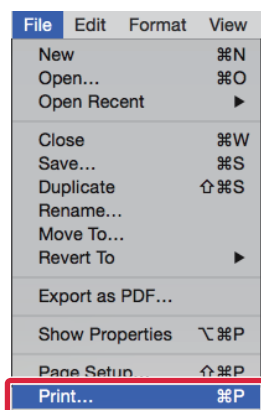 File Edit Format View
New ⌘N
Open... ⌘O
Open Recent ▶
Close ⌘W
Save... ⌘S
Duplicate ⇧⌘S
Rename...
Move To...
Revert To ▶
Export as PDF...
Show Properties ⌥⌘P
Page Setup... ⇧⌘P
Print... ⌘P